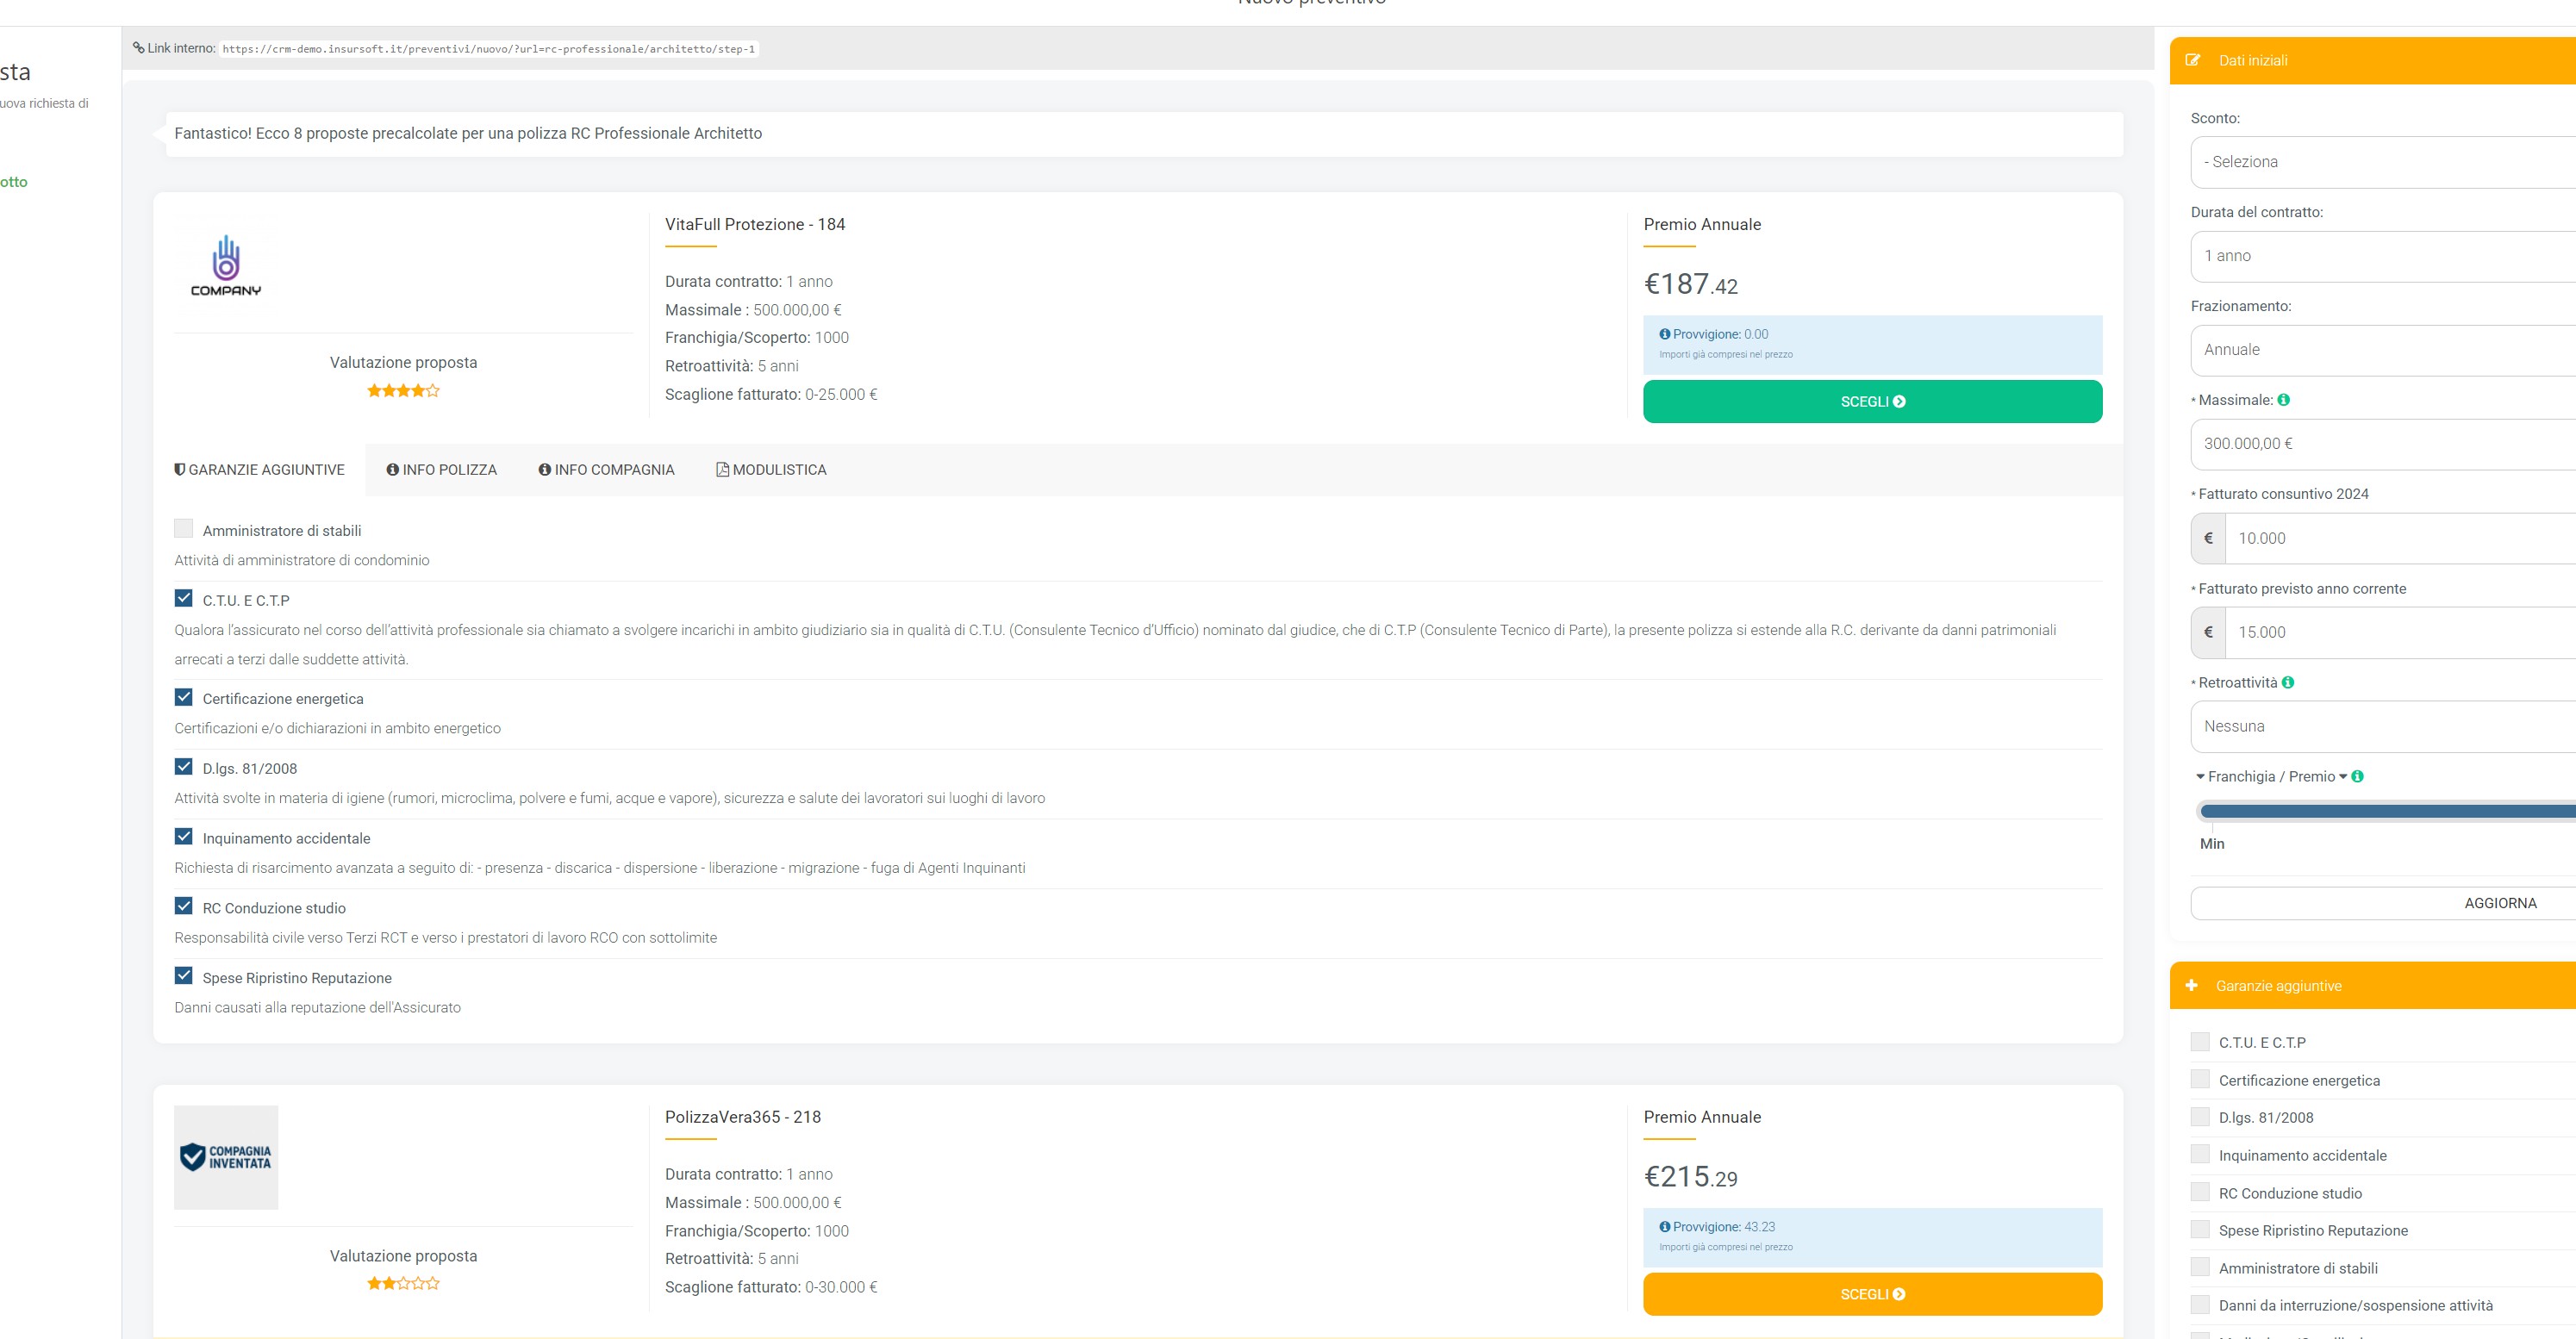 Nuovo preventivo
sta
uova richiesta di
otto
Link interno: https://crm-demo.insursoft.it/preventivi/nuovo/?url=rc-professionale/architetto/step-1
Fantastico! Ecco 8 proposte precalcolate per una polizza RC Professionale Architetto
COMPANY
Valutazione proposta
VitaFull Protezione - 184
Durata contratto: 1 anno
Massimale : 500.000,00 €
Franchigia/Scoperto: 1000
Retroattività: 5 anni
Scaglione fatturato: 0-25.000 €
Premio Annuale
€187.42
Provvigione: 0.00
Importi già compresi nel prezzo
SCEGLI
GARANZIE AGGIUNTIVE
INFO POLIZZA
INFO COMPAGNIA
MODULISTICA
Amministratore di stabili
Attività di amministratore di condominio
C.T.U. E C.T.P
Qualora l'assicurato nel corso dell'attività professionale sia chiamato a svolgere incarichi in ambito giudiziario sia in qualità di C.T.U. (Consulente Tecnico d'Ufficio) nominato dal giudice, che di C.T.P (Consulente Tecnico di Parte), la presente polizza si estende alla R.C. derivante da danni patrimoniali
arrecati a terzi dalle suddette attività.
Certificazione energetica
Certificazioni e/o dichiarazioni in ambito energetico
D.lgs. 81/2008
Attività svolte in materia di igiene (rumori, microclima, polvere e fumi, acque e vapore), sicurezza e salute dei lavoratori sui luoghi di lavoro
Inquinamento accidentale
Richiesta di risarcimento avanzata a seguito di: - presenza - discarica - dispersione - liberazione - migrazione - fuga di Agenti Inquinanti
RC Conduzione studio
Responsabilità civile verso Terzi RCT e verso i prestatori di lavoro RCO con sottolimite
Spese Ripristino Reputazione
Danni causati alla reputazione dell'Assicurato
COMPAGNIA
INVENTATA
Valutazione proposta
PolizzaVera365 - 218
Durata contratto: 1 anno
Massimale : 500.000,00 €
Franchigia/Scoperto: 1000
Retroattività: 5 anni
Scaglione fatturato: 0-30.000 €
Premio Annuale
€215.29
Provvigione: 43.23
Importi già compresi nel prezzo
SCEGLI
Dati iniziali
Sconto:
- Seleziona
Durata del contratto:
1 anno
Frazionamento:
Annuale
* Massimale:
300.000,00 €
* Fatturato consuntivo 2024
€ 10.000
* Fatturato previsto anno corrente
€ 15.000
* Retroattività
Nessuna
Franchigia / Premio
Min
AGGIORNA
Garanzie aggiuntive
C.T.U. E C.T.P
Certificazione energetica
D.lgs. 81/2008
Inquinamento accidentale
RC Conduzione studio
Spese Ripristino Reputazione
Amministratore di stabili
Danni da interruzione/sospensione attività